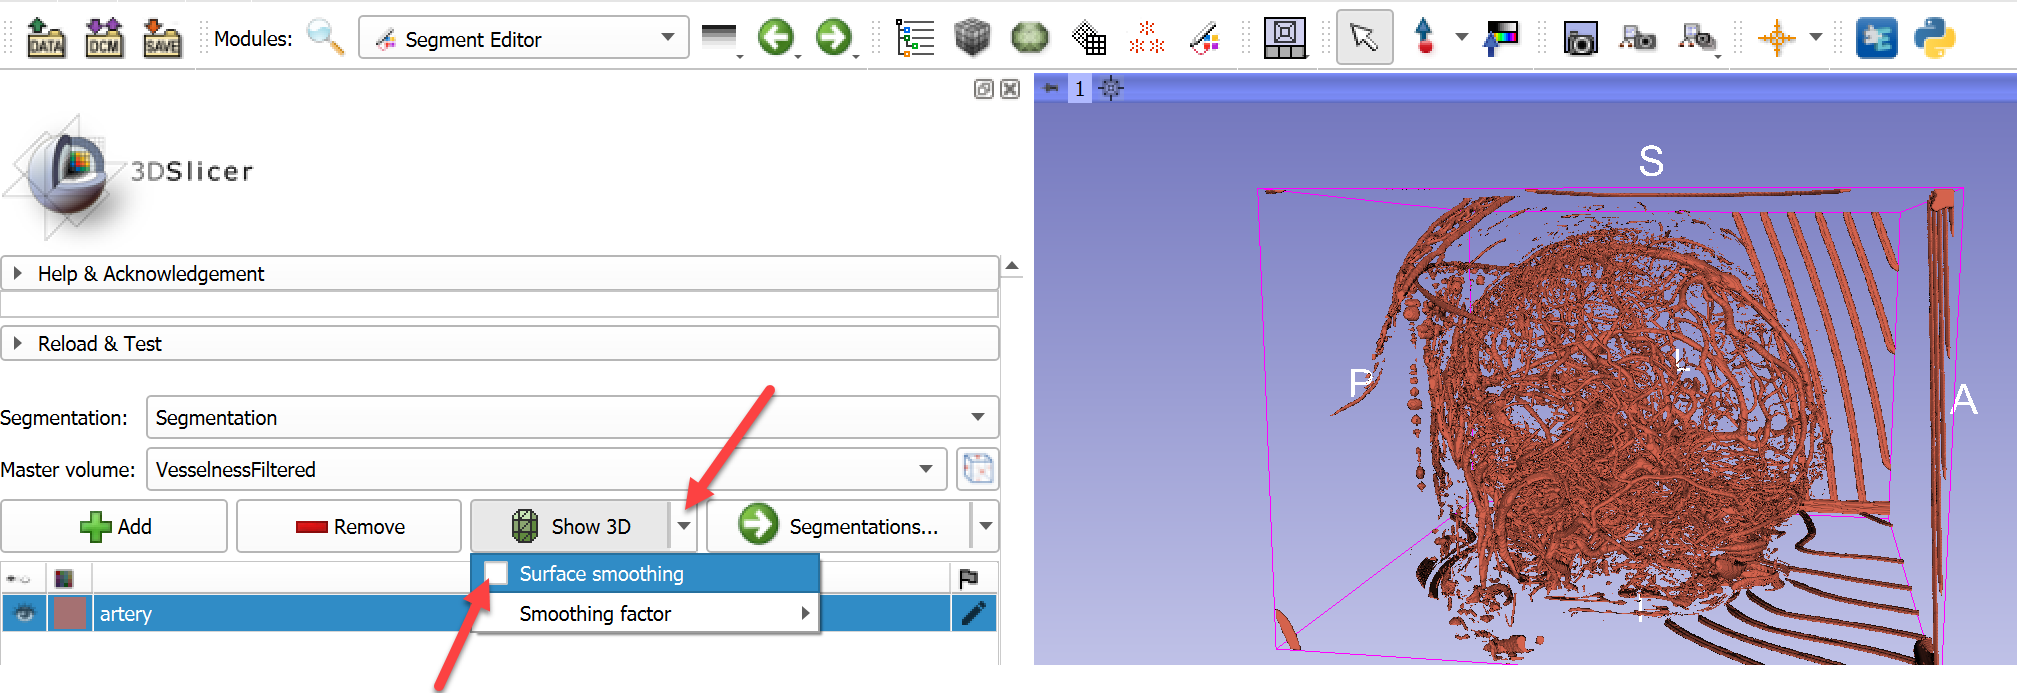 DATA DCM SAVE Modules: Segment Editor
1
3DSlicer
S
Help & Acknowledgement
Reload & Test
L
P
A
Segmentation: Segmentation
Master volume: VesselnessFiltered
Add Remove Show 3D Segmentations...
Surface smoothing
artery Smoothing factor
I